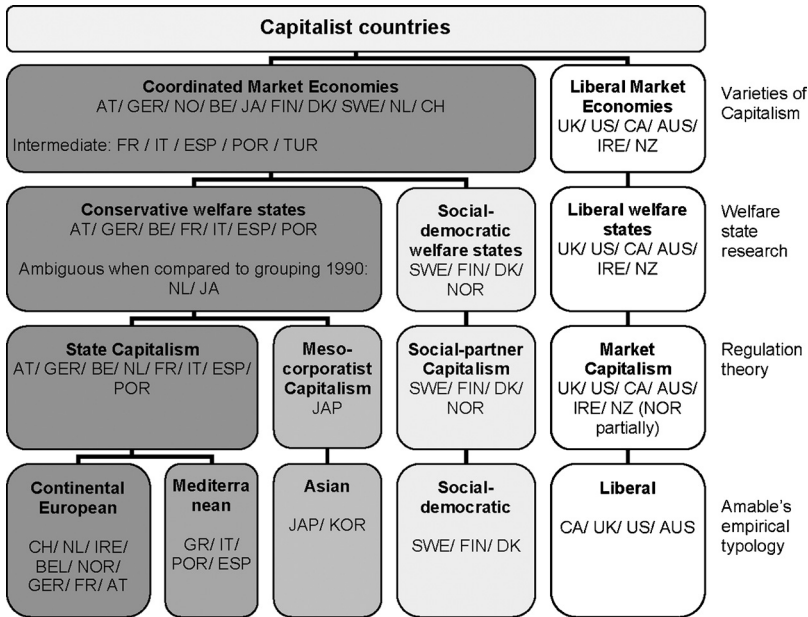 Capitalist countries
Coordinated Market Economies
AT/ GER/ NO/ BE/ JA/ FIN/ DK/ SWE/ NL/ CH
Intermediate: FR / IT / ESP / POR / TUR
Liberal Market
Economies
UK/ US/ CA/ AUS/
IRE/ NZ
Varieties of
Capitalism
Conservative welfare states
AT/ GER/ BE/ FR/ IT/ ESP/ POR
Ambiguous when compared to grouping 1990:
NL/ JA
Social-
democratic
welfare states
SWE/ FIN/ DK/
NOR
Liberal welfare
states
UK/ US/ CA/ AUS/
IRE/ NZ
Welfare
state
research
State Capitalism
AT/ GER/ BE/ NL/ FR/ IT/ ESP/
POR
Meso-
corporatist
Capitalism
JAP
Social-partner
Capitalism
SWE/ FIN/ DK/
NOR
Market
Capitalism
UK/ US/ CA/ AUS/
IRE/ NZ (NOR
partially)
Regulation
theory
Continental
European
CH/ NL/ IRE/
BEL/ NOR/
GER/ FR/ AT
Mediterra
nean
GR/ IT/
POR/ ESP
Asian
JAP/ KOR
Social-
democratic
SWE/ FIN/ DK
Liberal
CA/ UK/ US/ AUS
Amable's
empirical
typology